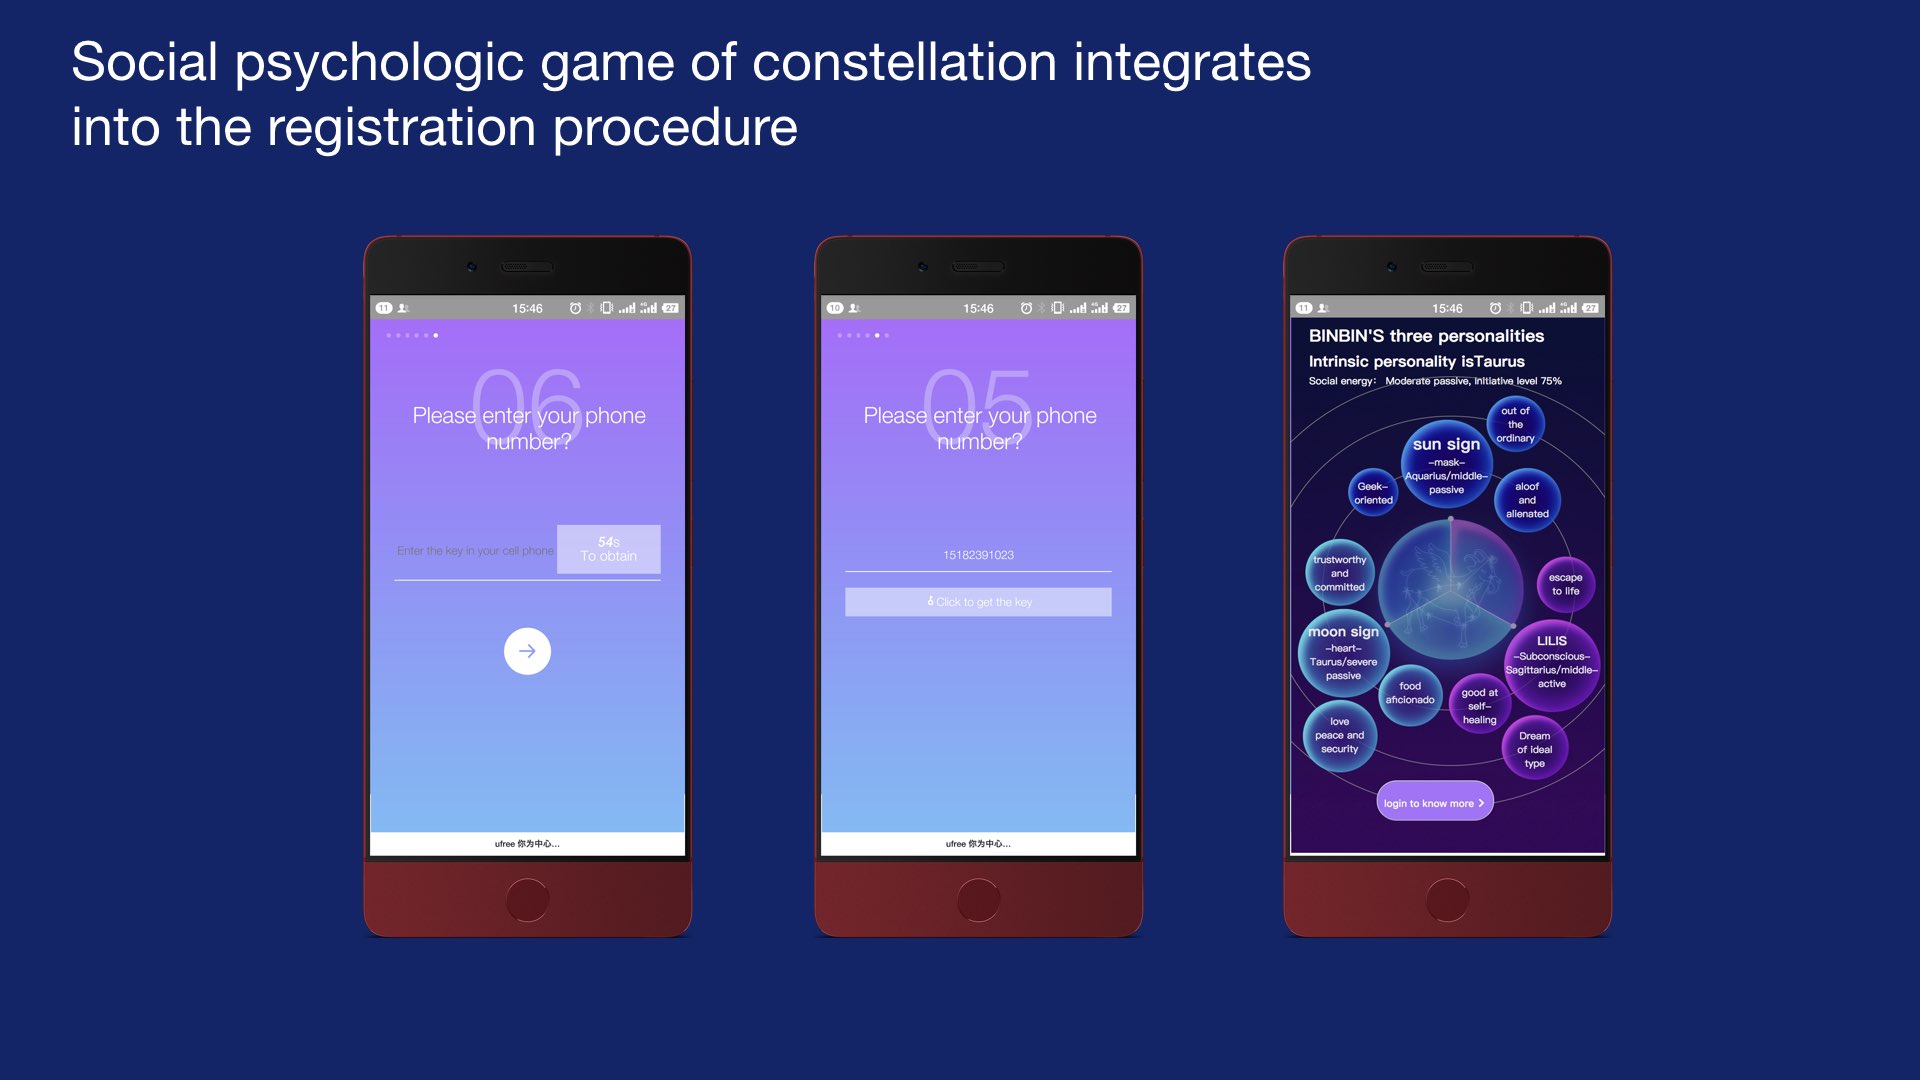 Social psychologic game of constellation integrates
into the registration procedure
11
15:46
4G
27
06
Please enter your phone
number?
Enter the key in your cell phone
54s
To obtain
ufree 你为中心...
10
15:46
4G
27
05
Please enter your phone
number?
15182391023
Click to get the key
ufree 你为中心...
11
15:46
4G
27
BINBIN'S three personalities
Intrinsic personality isTaurus
Social energy: Moderate passive, initiative level 75%
out of
the
ordinary
sun sign
–mask–
Aquarius/middle–
passive
Geek–
oriented
aloof
and
alienated
trustworthy
and
committed
escape
to life
moon sign
–heart–
Taurus/severe
passive
LILIS
–Subconscious–
Sagittarius/middle–
active
food
aficionado
good at
self–
healing
love
peace and
security
Dream
of ideal
type
login to know more >